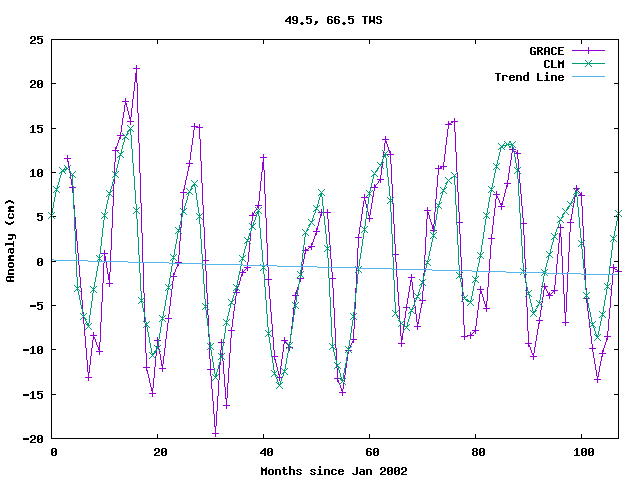 49.5, 66.5 TWS
GRACE
CLM
Trend Line
Anomaly (cm)
25
20
15
10
5
0
-5
-10
-15
-20
0 20 40 60 80 100
Months since Jan 2002